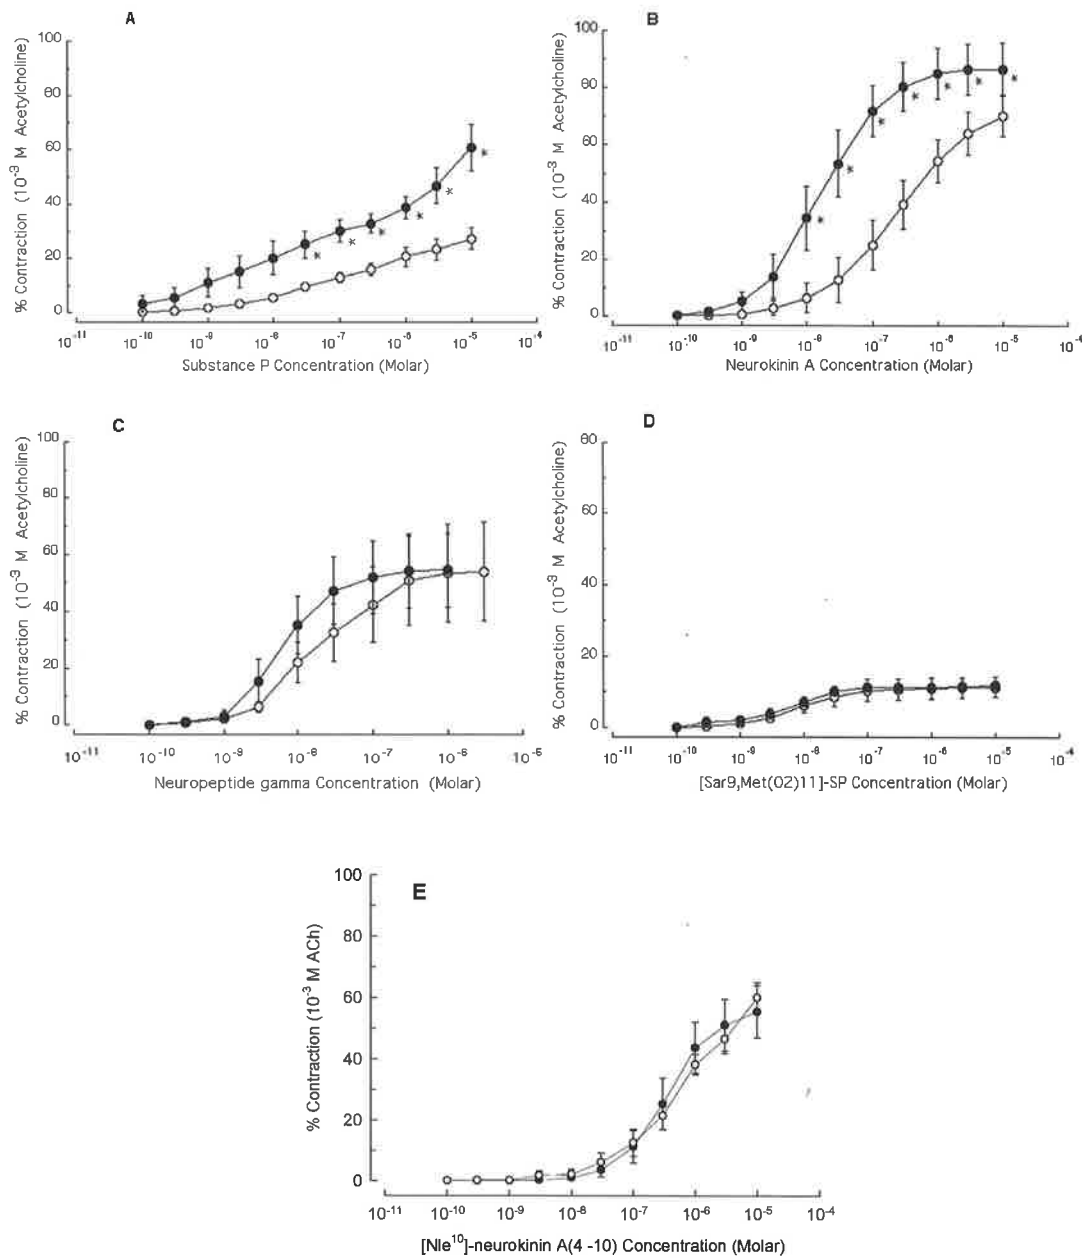 A
% Contraction (10-3 M Acetylcholine)
100
80
60
40
20
0
* * * * * *
10-11 10-10 10-9 10-8 10-7 10-6 10-5 10-4
Substance P Concentration (Molar)
B
% Contraction (10-3 M Acetylcholine)
100
80
60
40
20
0
* * * * * * *
10-11 10-10 10-9 10-8 10-7 10-6 10-5 10-4
Neurokinin A Concentration (Molar)
C
% Contraction (10-3 M Acetylcholine)
100
80
60
40
20
0
10-11 10-10 10-9 10-8 10-7 10-6 10-5
Neuropeptide gamma Concentration (Molar)
D
% Contraction (10-3 M Acetylcholine)
80
60
40
20
0
10-11 10-10 10-9 10-8 10-7 10-6 10-5 10-4
[Sar9,Met(O2)11]-SP Concentration (Molar)
E
% Contraction (10-3 M ACh)
100
80
60
40
20
0
10-11 10-10 10-9 10-8 10-7 10-6 10-5 10-4
[Nle10]-neurokinin A(4 -10) Concentration (Molar)